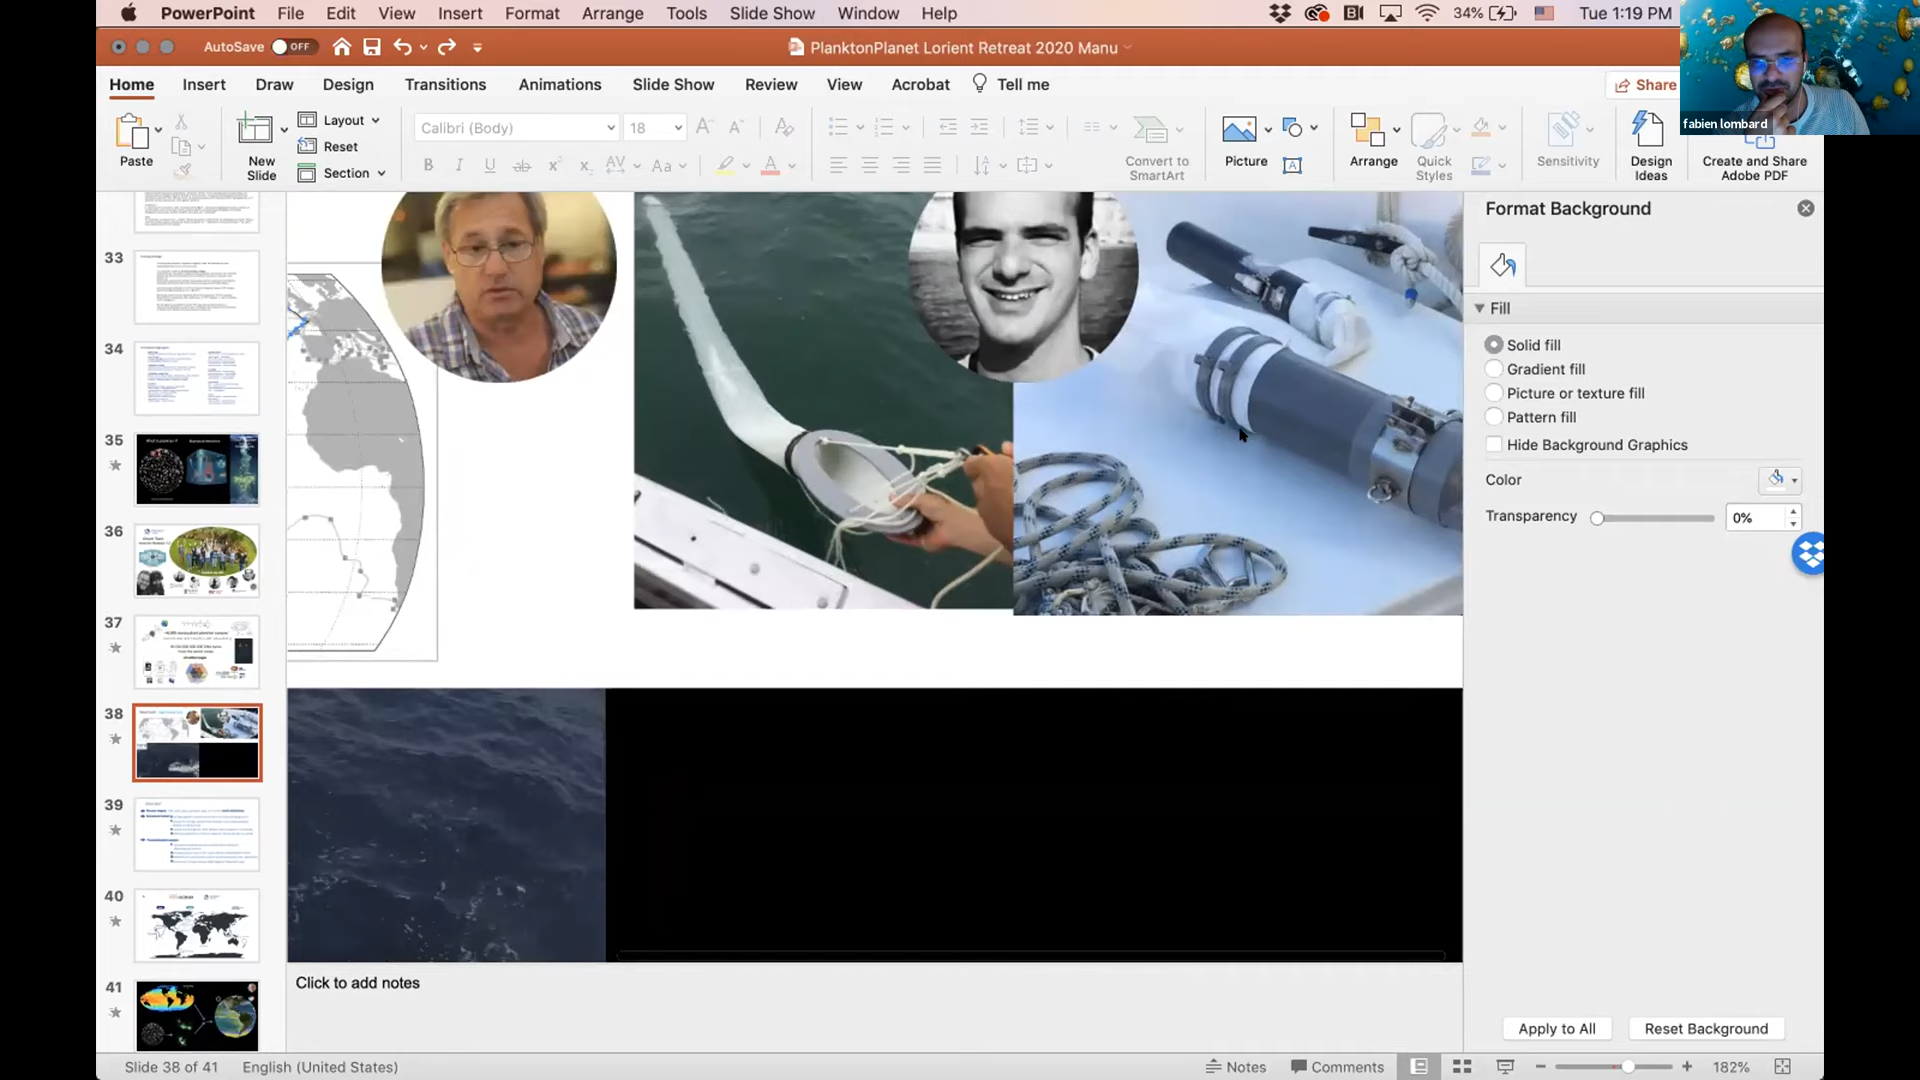 PowerPoint File Edit View Insert Format Arrange Tools Slide Show Window Help 34% Tue 1:19 PM
AutoSave OFF PlanktonPlanet Lorient Retreat 2020 Manu
Home Insert Draw Design Transitions Animations Slide Show Review View Acrobat Tell me Share
fabien lombard
Paste
New
Slide
Layout
Reset
Section
Calibri (Body) 18
Convert to
SmartArt
Picture
Arrange
Quick
Styles
Sensitivity
Design
Ideas
Create and Share
Adobe PDF
33
34
35
36
37
38
39
40
41
Format Background
Fill
Solid fill
Gradient fill
Picture or texture fill
Pattern fill
Hide Background Graphics
Color
Transparency 0%
Click to add notes
Apply to All Reset Background
Slide 38 of 41 English (United States) Notes Comments 182%